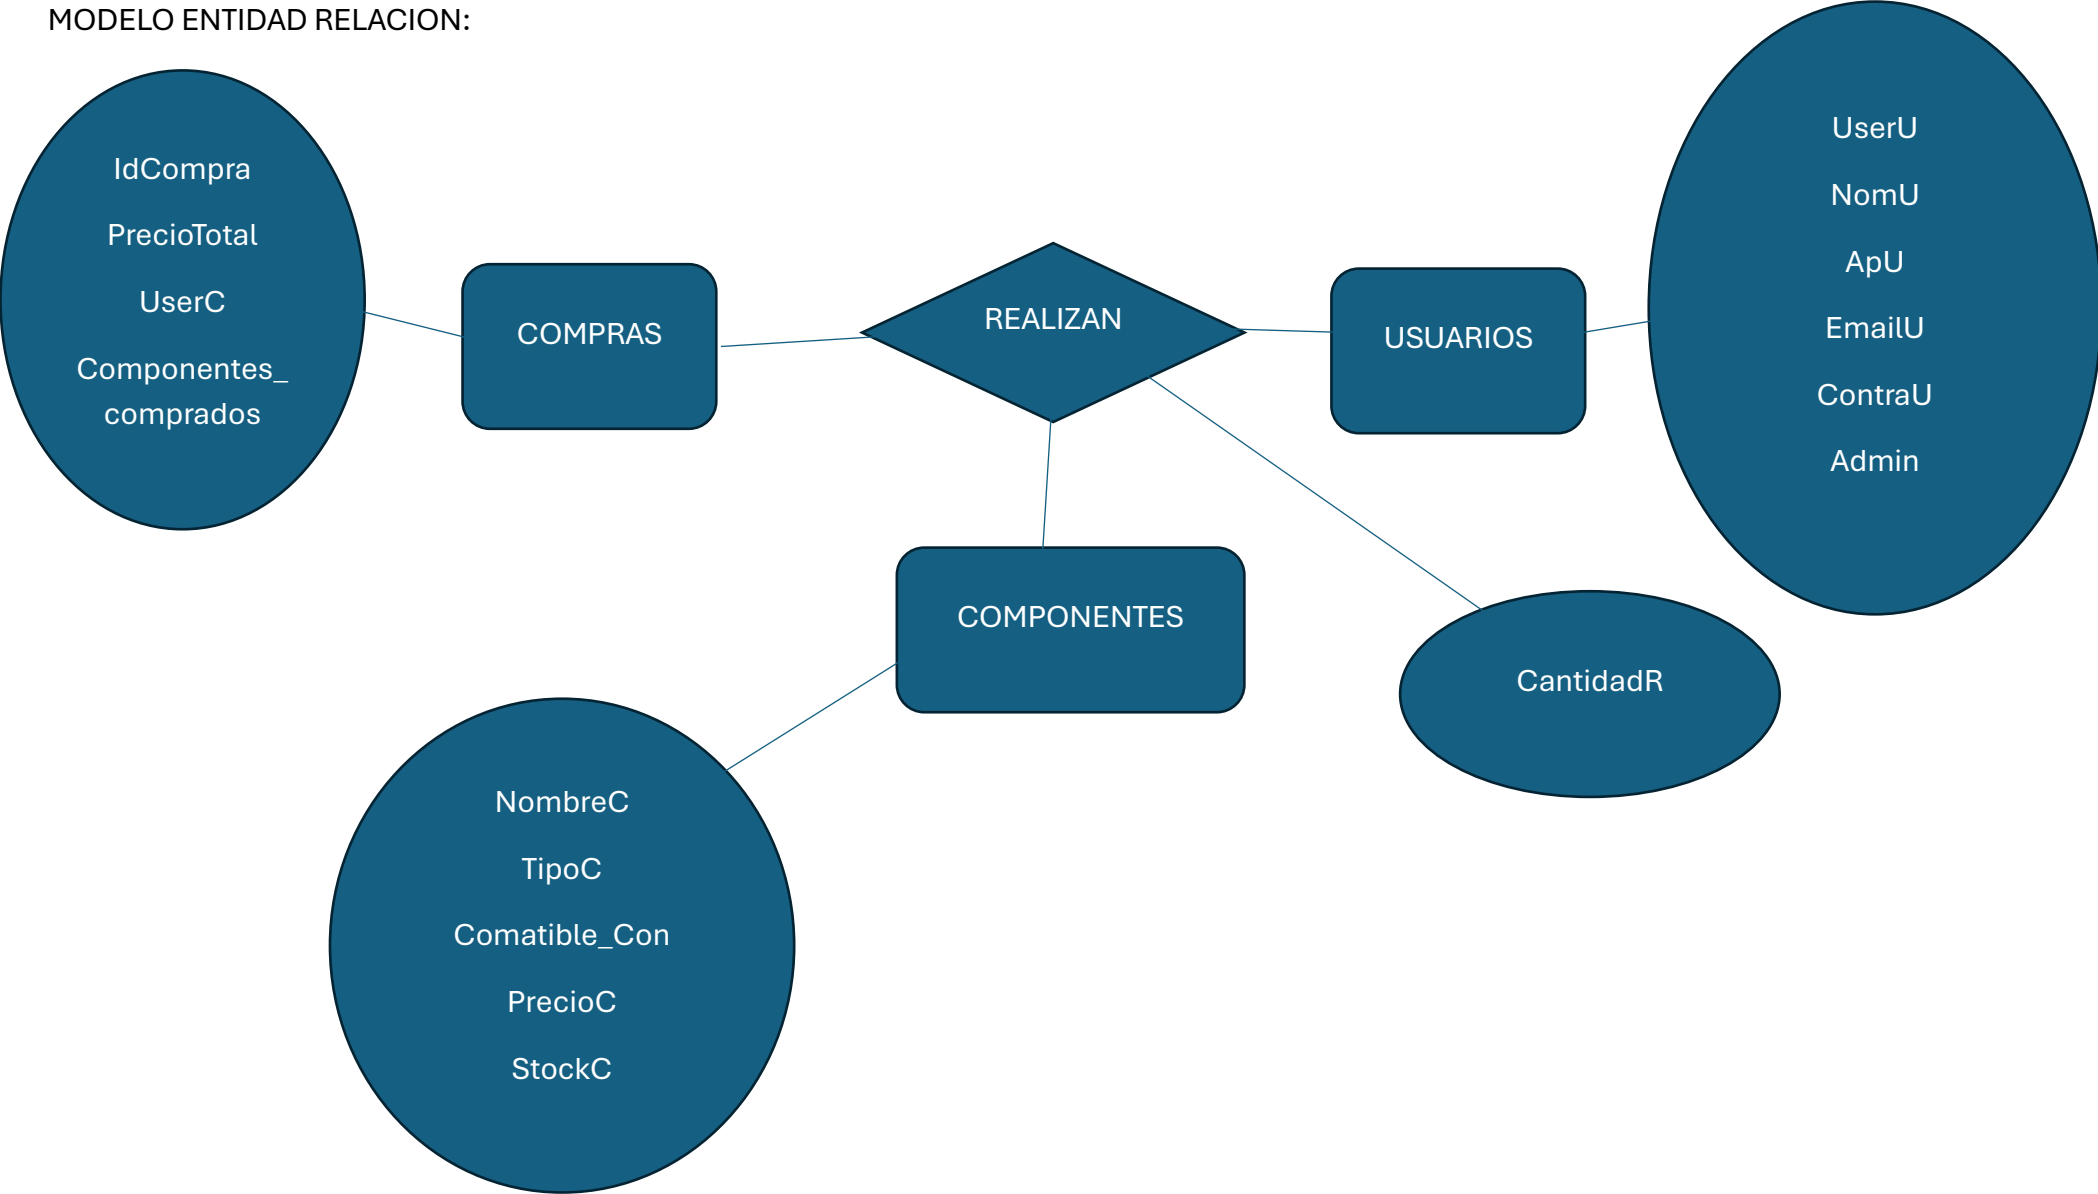 MODELO ENTIDAD RELACION:
IdCompra
PrecioTotal
UserC
Componentes_
comprados
COMPRAS
REALIZAN
USUARIOS
UserU
NomU
ApU
EmailU
ContraU
Admin
COMPONENTES
CantidadR
NombreC
TipoC
Comatible_Con
PrecioC
StockC